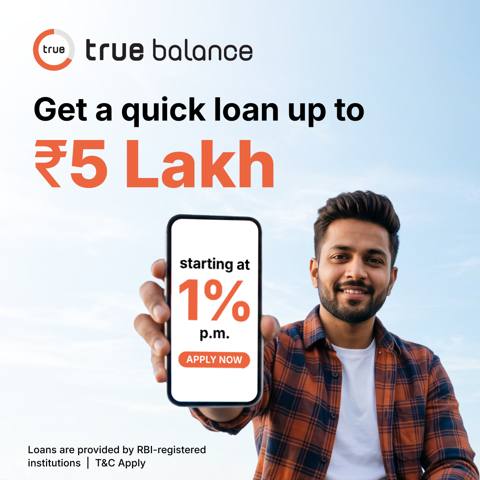 true
true balance
Get a quick loan up to
₹5 Lakh
starting at
1%
p.m.
APPLY NOW
Loans are provided by RBI-registered
institutions | T&C Apply